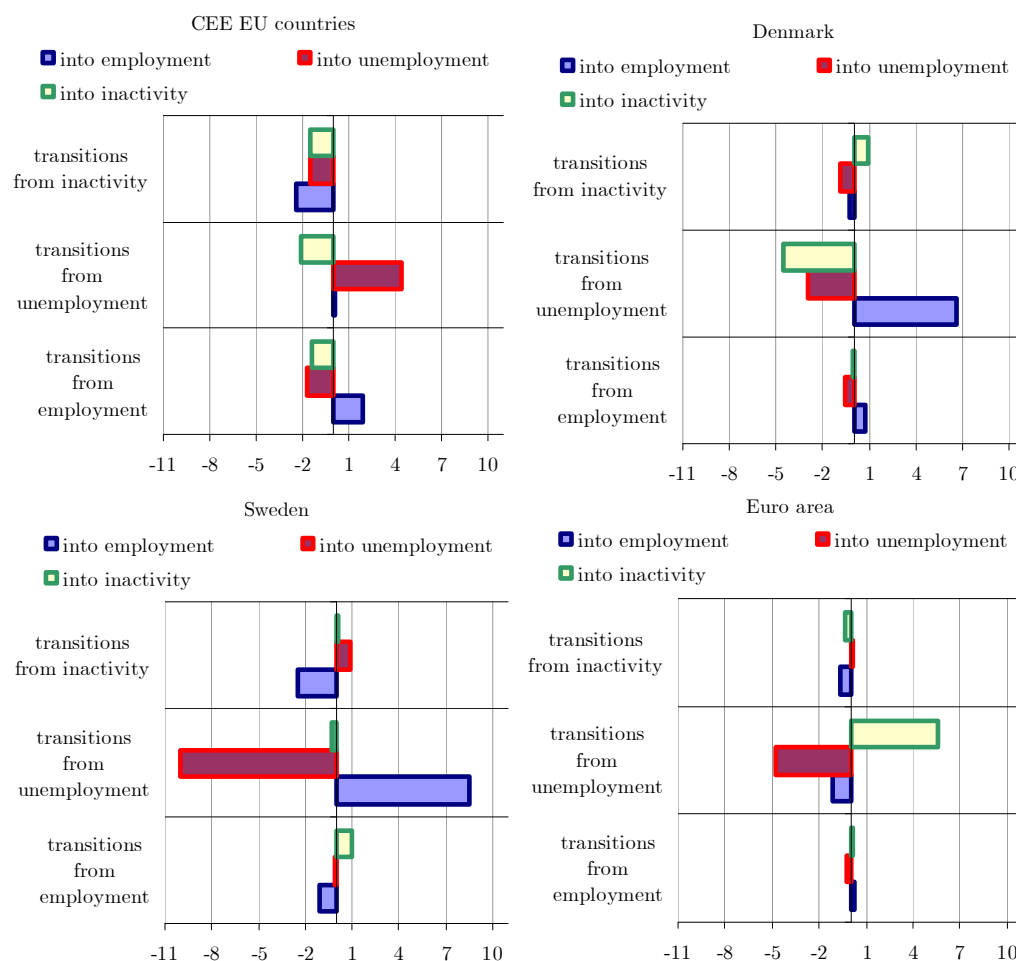 CEE EU countries
into employment
into unemployment
into inactivity
transitions
from inactivity
transitions
from
unemployment
transitions
from
employment
-11 -8 -5 -2 1 4 7 10
Denmark
into employment
into unemployment
into inactivity
transitions
from inactivity
transitions
from
unemployment
transitions
from
employment
-11 -8 -5 -2 1 4 7 10
Sweden
into employment
into unemployment
into inactivity
transitions
from inactivity
transitions
from
unemployment
transitions
from
employment
-11 -8 -5 -2 1 4 7 10
Euro area
into employment
into unemployment
into inactivity
transitions
from inactivity
transitions
from
unemployment
transitions
from
employment
-11 -8 -5 -2 1 4 7 10